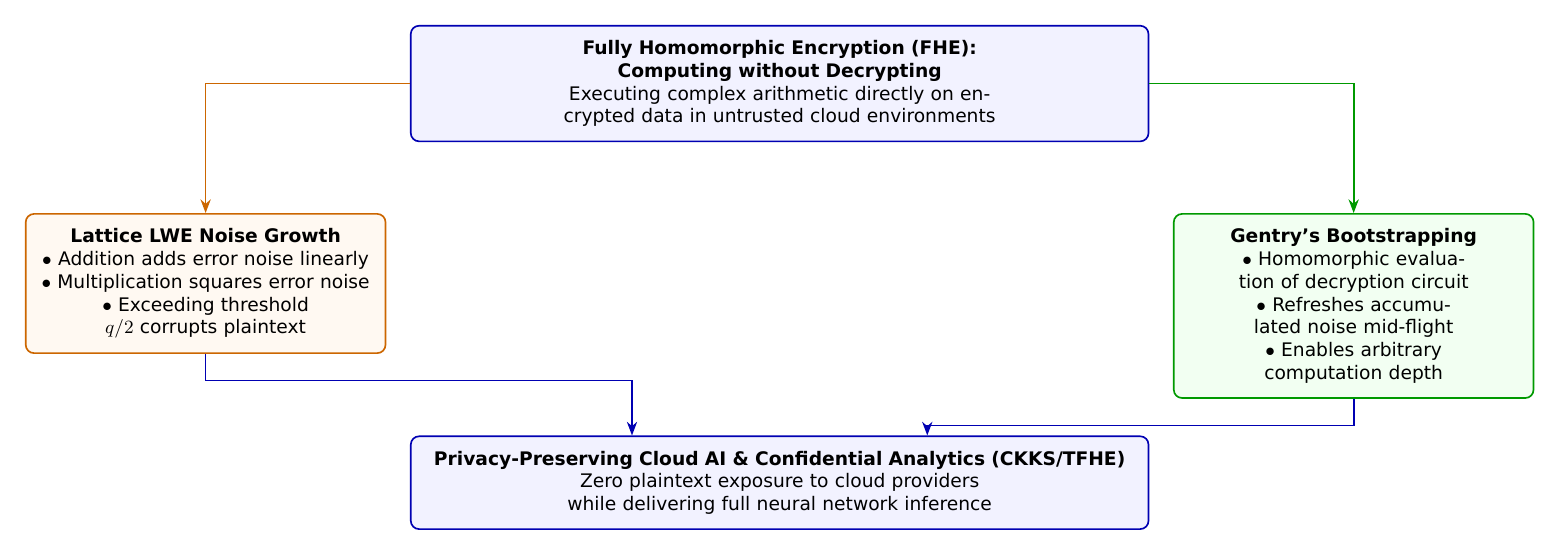 Fully Homomorphic Encryption (FHE):
Computing without Decrypting
Executing complex arithmetic directly on en-
crypted data in untrusted cloud environments
Lattice LWE Noise Growth
• Addition adds error noise linearly
• Multiplication squares error noise
• Exceeding threshold
q/2 corrupts plaintext
Gentry’s Bootstrapping
• Homomorphic evalua-
tion of decryption circuit
• Refreshes accumu-
lated noise mid-flight
• Enables arbitrary
computation depth
Privacy-Preserving Cloud AI & Confidential Analytics (CKKS/TFHE)
Zero plaintext exposure to cloud providers
while delivering full neural network inference